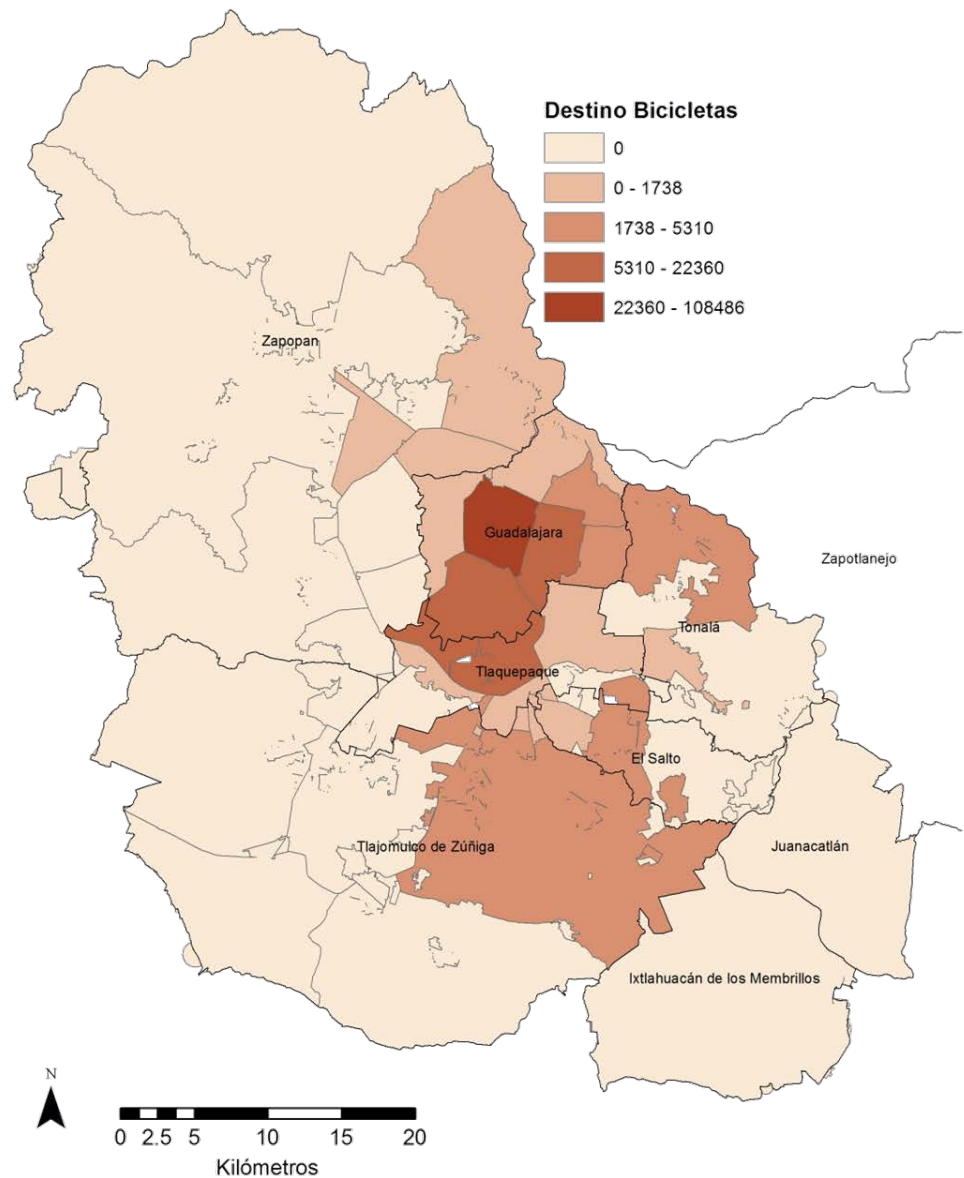 Destino Bicicletas
0
0 - 1738
1738 - 5310
5310 - 22360
22360 - 108486
Zapopan
Guadalajara
Zapotlanejo
Tonalá
Tlaquepaque
El Salto
Tlajomulco de Zúñiga
Juanacatlán
Ixtlahuacán de los Membrillos
N
0 2.5 5 10 15 20
Kilómetros